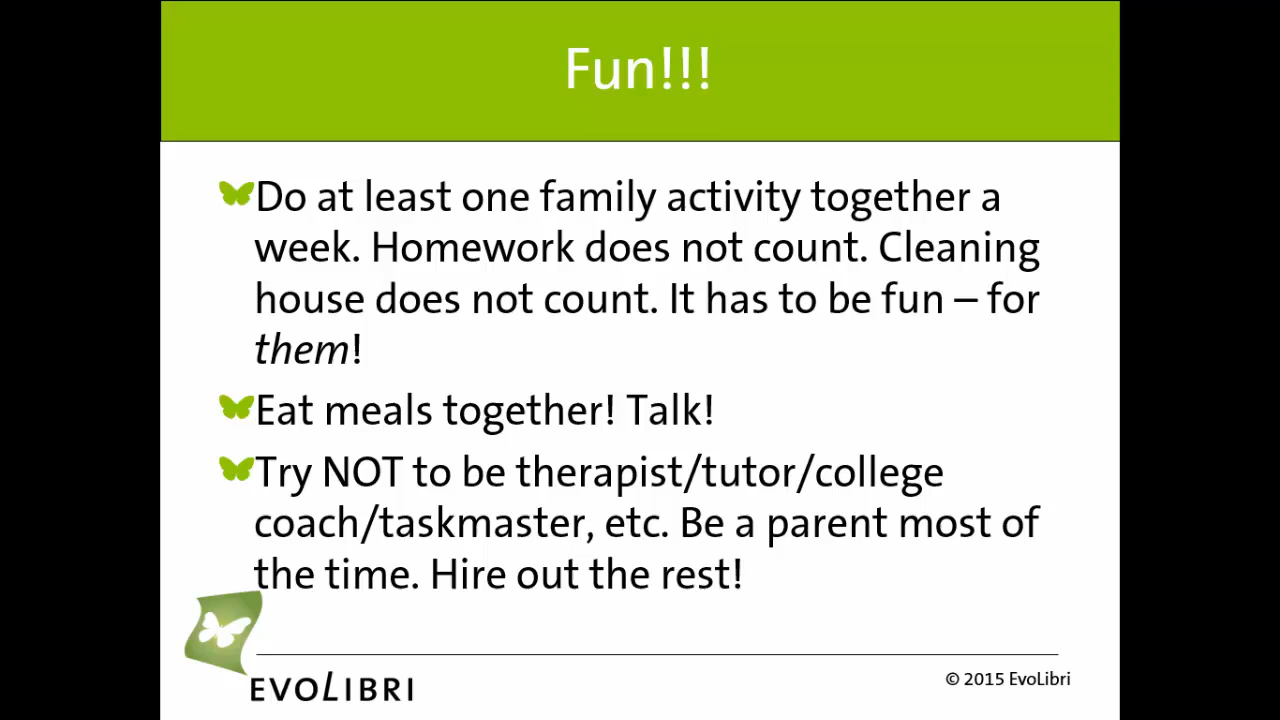 Fun!!!
Do at least one family activity together a
week. Homework does not count. Cleaning
house does not count. It has to be fun – for
them!
Eat meals together! Talk!
Try NOT to be therapist/tutor/college
coach/taskmaster, etc. Be a parent most of
the time. Hire out the rest!
EVOLIBRI
© 2015 EvoLibri